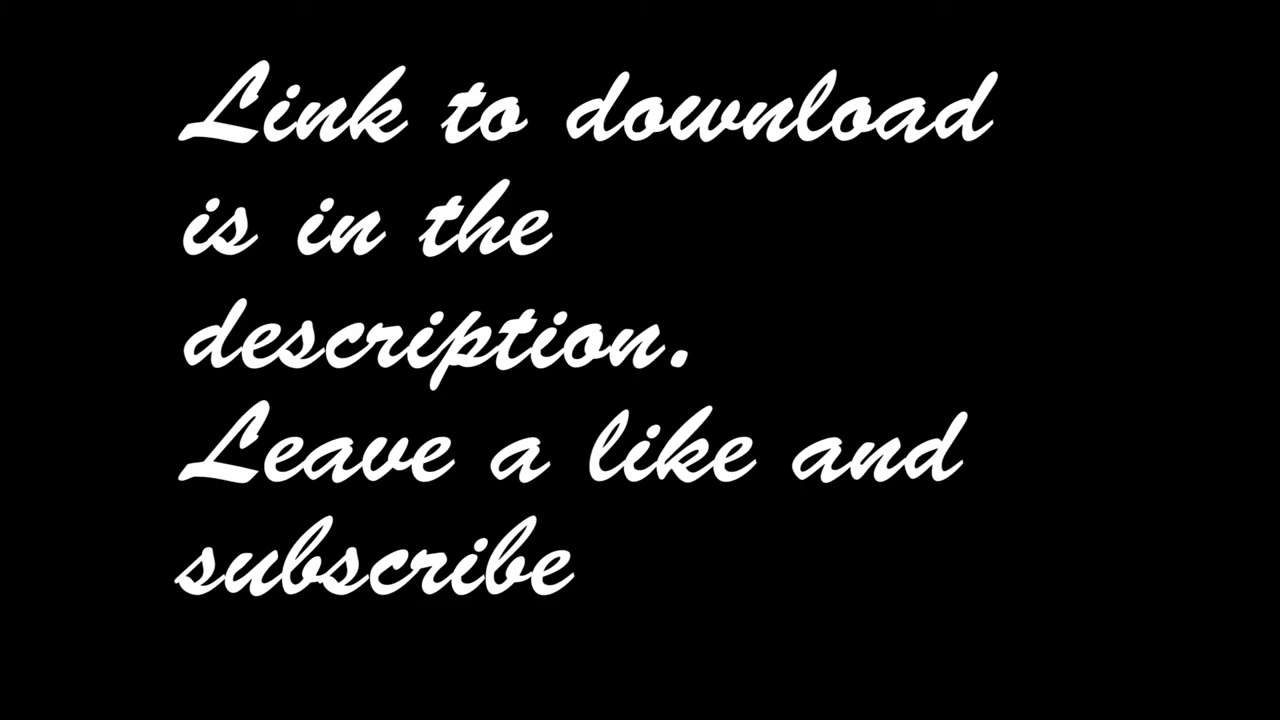 Link to download
is in the
description.
Leave a like and
subscribe